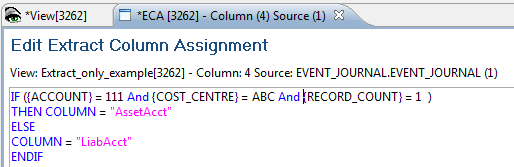 *View[3262] *ECA [3262] - Column (4) Source (1)
Edit Extract Column Assignment
View: Extract_only_example[3262] - Column: 4 Source: EVENT_JOURNAL.EVENT_JOURNAL (1)
IF ({ACCOUNT} = 111 And {COST_CENTRE} = ABC And {RECORD_COUNT} = 1 )
THEN COLUMN = "AssetAcct"
ELSE
COLUMN = "LiabAcct"
ENDIF